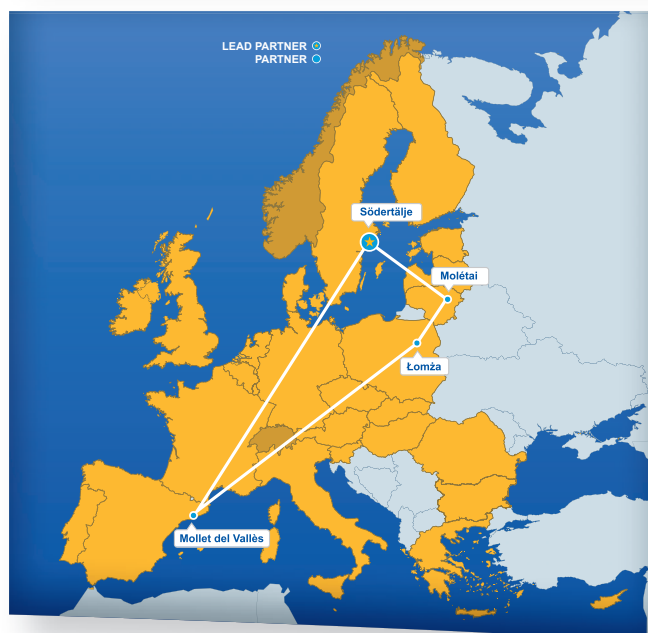 LEAD PARTNER
PARTNER
Södertälje
Molétai
Łomża
Mollet del Vallès